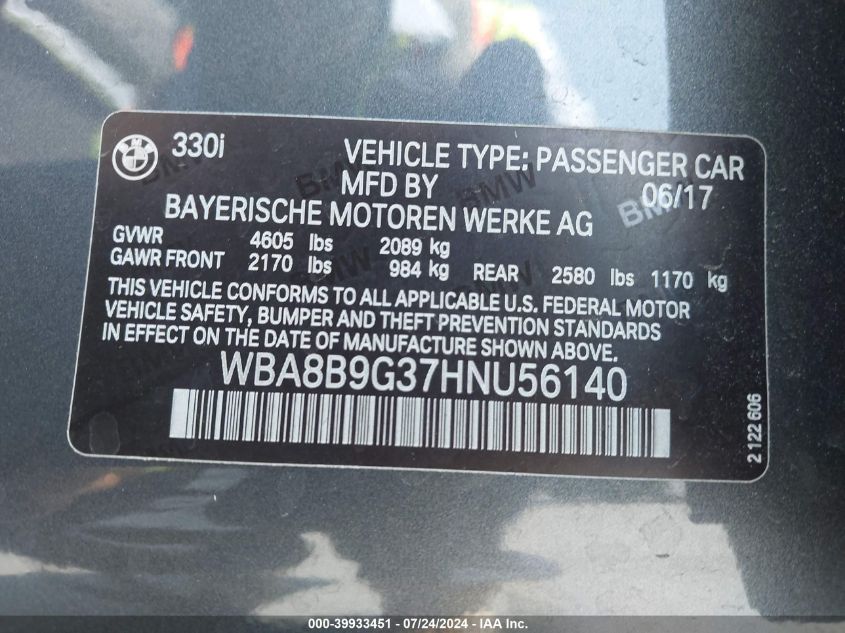 330i
VEHICLE TYPE: PASSENGER CAR
MFD BY 06/17
BAYERISCHE MOTOREN WERKE AG
GVWR 4605 lbs 2089 kg
GAWR FRONT 2170 lbs 984 kg REAR 2580 lbs 1170 kg
THIS VEHICLE CONFORMS TO ALL APPLICABLE U.S. FEDERAL MOTOR
VEHICLE SAFETY, BUMPER AND THEFT PREVENTION STANDARDS
IN EFFECT ON THE DATE OF MANUFACTURE SHOWN ABOVE.
WBA8B9G37HNU56140
2 122 606
000-39933451 - 07/24/2024 - IAA Inc.